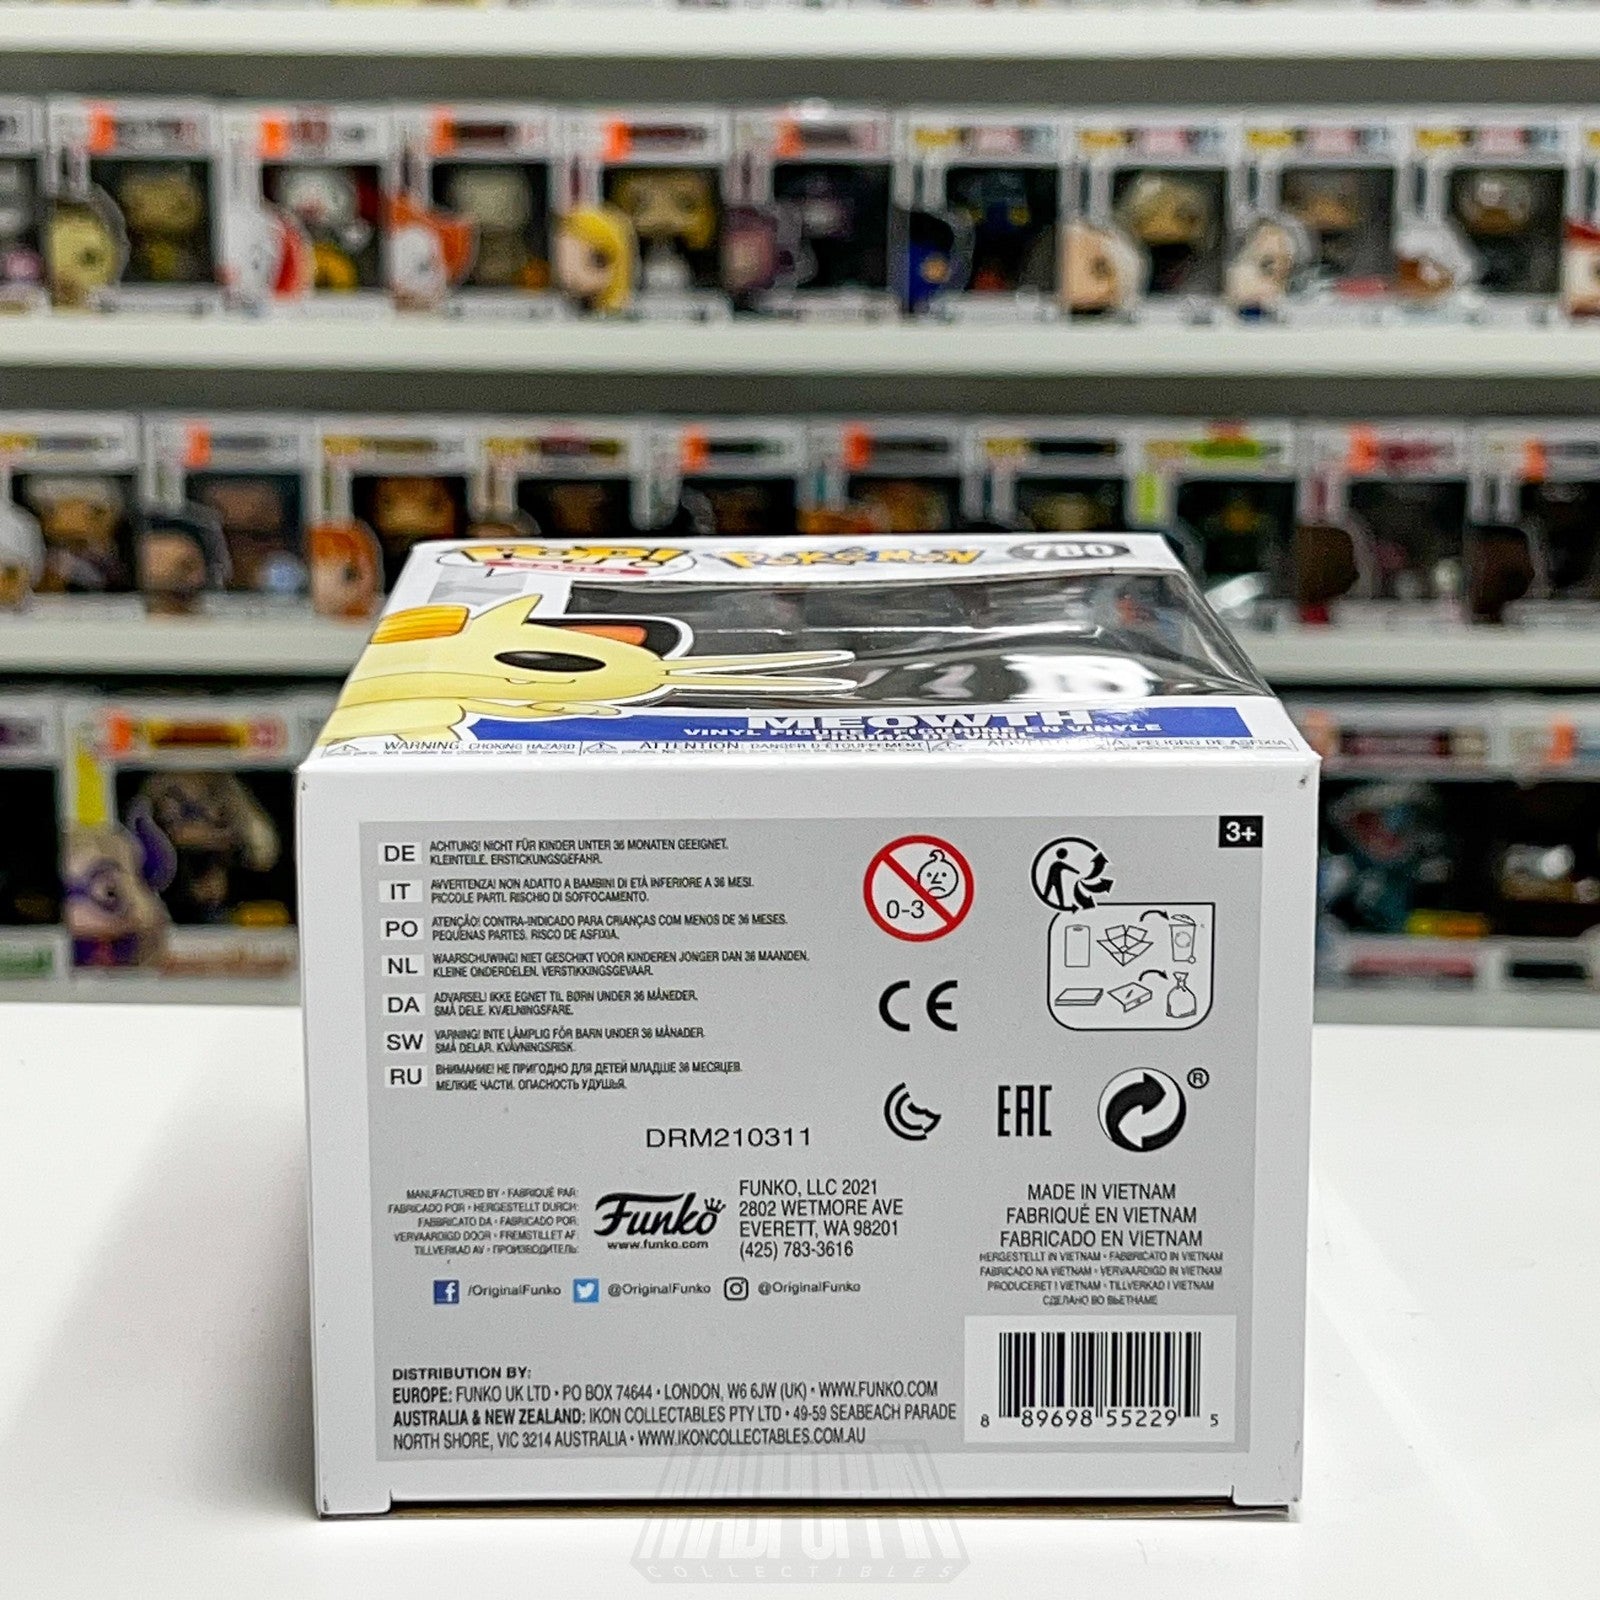 POP!
GAMES
POKÉMON
780
MEOWTH
VINYL FIGURE / FIGURINE EN VINYLE
FIGURA DE VINILO
WARNING: CHOKING HAZARD
ATTENTION: DANGER D'ÉTOUFFEMENT
PELIGRO DE ASFIXIA
3+
DE
ACHTUNG! NICHT FÜR KINDER UNTER 36 MONATEN GEEIGNET.
KLEINTEILE. ERSTICKUNGSGEFAHR.
IT
AVVERTENZA! NON ADATTO A BAMBINI DI ETÀ INFERIORE A 36 MESI.
PICCOLE PARTI. RISCHIO DI SOFFOCAMENTO.
PO
ATENÇÃO! CONTRA-INDICADO PARA CRIANÇAS COM MENOS DE 36 MESES.
PEQUENAS PARTES. RISCO DE ASFIXIA.
NL
WAARSCHUWING! NIET GESCHIKT VOOR KINDEREN JONGER DAN 36 MAANDEN.
KLEINE ONDERDELEN. VERSTIKKINGSGEVAAR.
DA
ADVARSEL! IKKE EGNET TIL BØRN UNDER 36 MÅNEDER.
SMÅ DELE. KVÆLNINGSFARE.
SW
VARNING! INTE LÄMPLIG FÖR BARN UNDER 36 MÅNADER.
SMÅ DELAR. KVÄVNINGSRISK.
RU
ВНИМАНИЕ! НЕ ПРИГОДНО ДЛЯ ДЕТЕЙ МЛАДШЕ 36 МЕСЯЦЕВ.
МЕЛКИЕ ЧАСТИ. ОПАСНОСТЬ УДУШЬЯ.
0-3
CE
EAC
®
DRM210311
MANUFACTURED BY • FABRIQUÉ PAR:
FABRICADO POR • HERGESTELLT DURCH:
FABBRICATO DA • FABRICADO POR:
VERVAARDIGD DOOR • FREMSTILLET AF:
TILLVERKAD AV • ПРОИЗВОДИТЕЛЬ:
Funko
www.funko.com
FUNKO, LLC 2021
2802 WETMORE AVE
EVERETT, WA 98201
(425) 783-3616
MADE IN VIETNAM
FABRIQUÉ EN VIETNAM
FABRICADO EN VIETNAM
HERGESTELLT IN VIETNAM • FABBRICATO IN VIETNAM
FABRICADO NA VIETNAM • VERVAARDIGD IN VIETNAM
PRODUCERET I VIETNAM • TILLVERKAD I VIETNAM
СДЕЛАНО ВО ВЬЕТНАМЕ
/OriginalFunko @OriginalFunko @OriginalFunko
DISTRIBUTION BY:
EUROPE: FUNKO UK LTD • PO BOX 74644 • LONDON, W6 6JW (UK) • WWW.FUNKO.COM
AUSTRALIA & NEW ZEALAND: IKON COLLECTABLES PTY LTD • 49-59 SEABEACH PARADE
NORTH SHORE, VIC 3214 AUSTRALIA • WWW.IKONCOLLECTABLES.COM.AU
8 89698 55229 5
MADPOPPIN
COLLECTIBLES